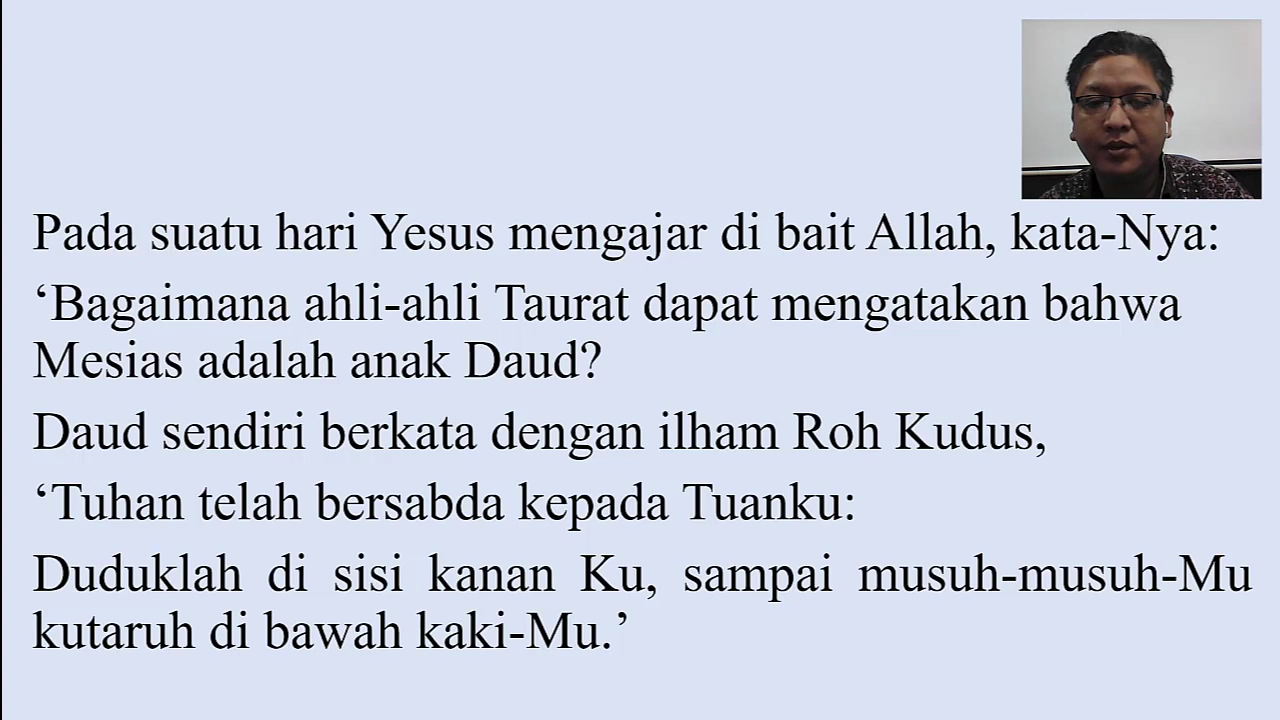 Pada suatu hari Yesus mengajar di bait Allah, kata-Nya:
‘Bagaimana ahli-ahli Taurat dapat mengatakan bahwa
Mesias adalah anak Daud?
Daud sendiri berkata dengan ilham Roh Kudus,
‘Tuhan telah bersabda kepada Tuanku:
Duduklah di sisi kanan Ku, sampai musuh-musuh-Mu
kutaruh di bawah kaki-Mu.’